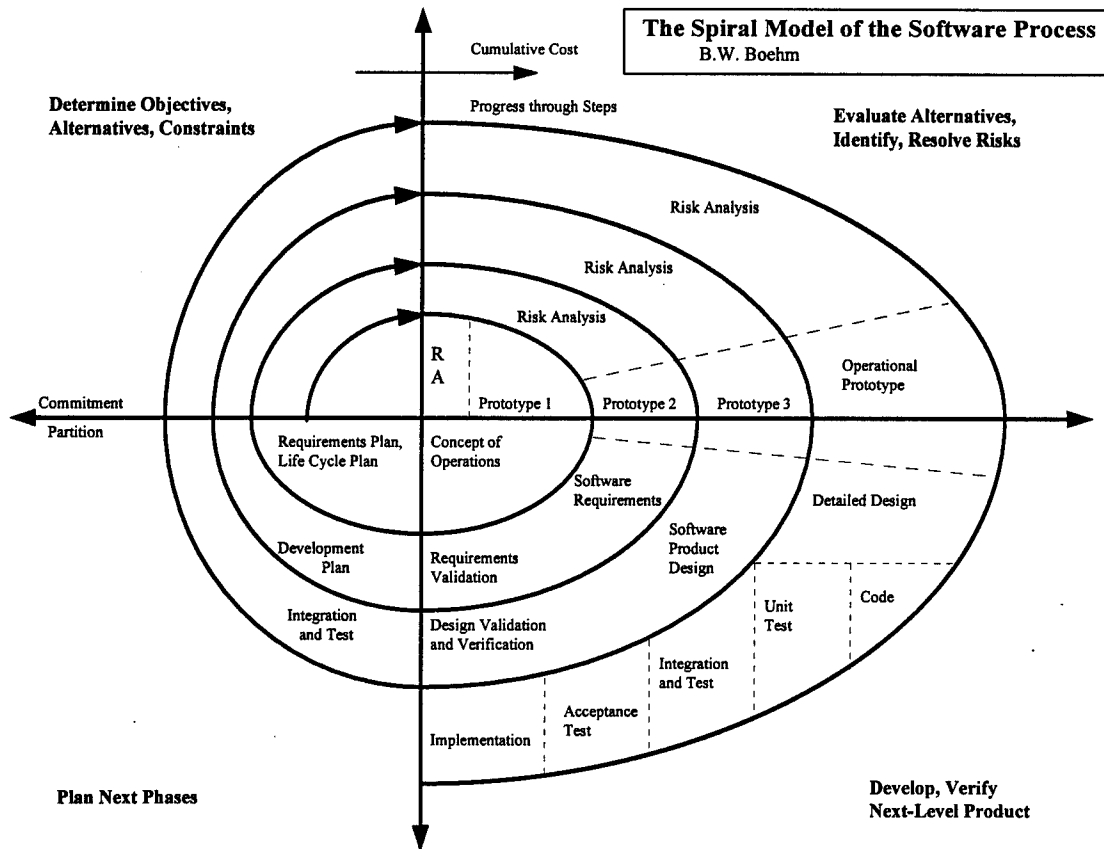 The Spiral Model of the Software Process
B.W. Boehm
Cumulative Cost
Determine Objectives,
Alternatives, Constraints
Progress through Steps
Evaluate Alternatives,
Identify, Resolve Risks
Risk Analysis
Risk Analysis
Risk Analysis
R
A
Operational
Prototype
Commitment
Partition
Prototype 1
Prototype 2
Prototype 3
Requirements Plan,
Life Cycle Plan
Concept of
Operations
Software
Requirements
Detailed Design
Development
Plan
Requirements
Validation
Software
Product
Design
Integration
and Test
Design Validation
and Verification
Unit
Test
Code
Integration
and Test
Acceptance
Test
Implementation
Plan Next Phases
Develop, Verify
Next-Level Product